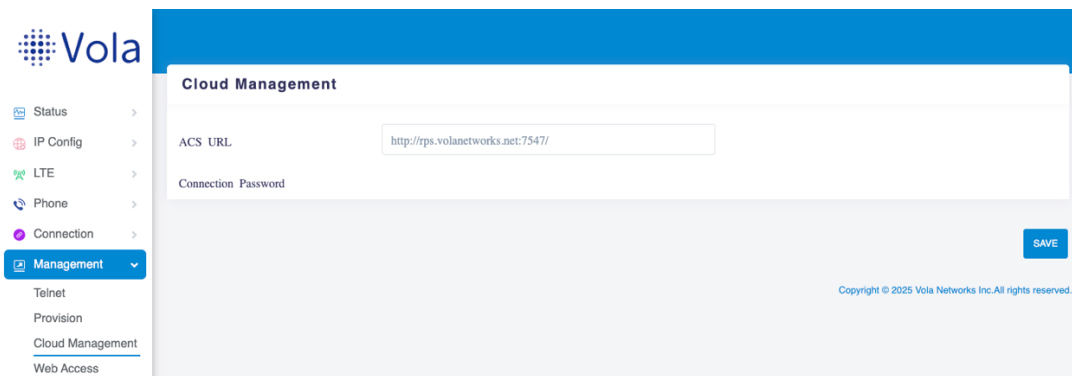 Vola
Cloud Management
Status
IP Config
ACS URL
http://rps.volanetworks.net:7547/
LTE
Connection Password
Phone
Connection
SAVE
Management
Copyright © 2025 Vola Networks Inc.All rights reserved.
Telnet
Provision
Cloud Management
Web Access